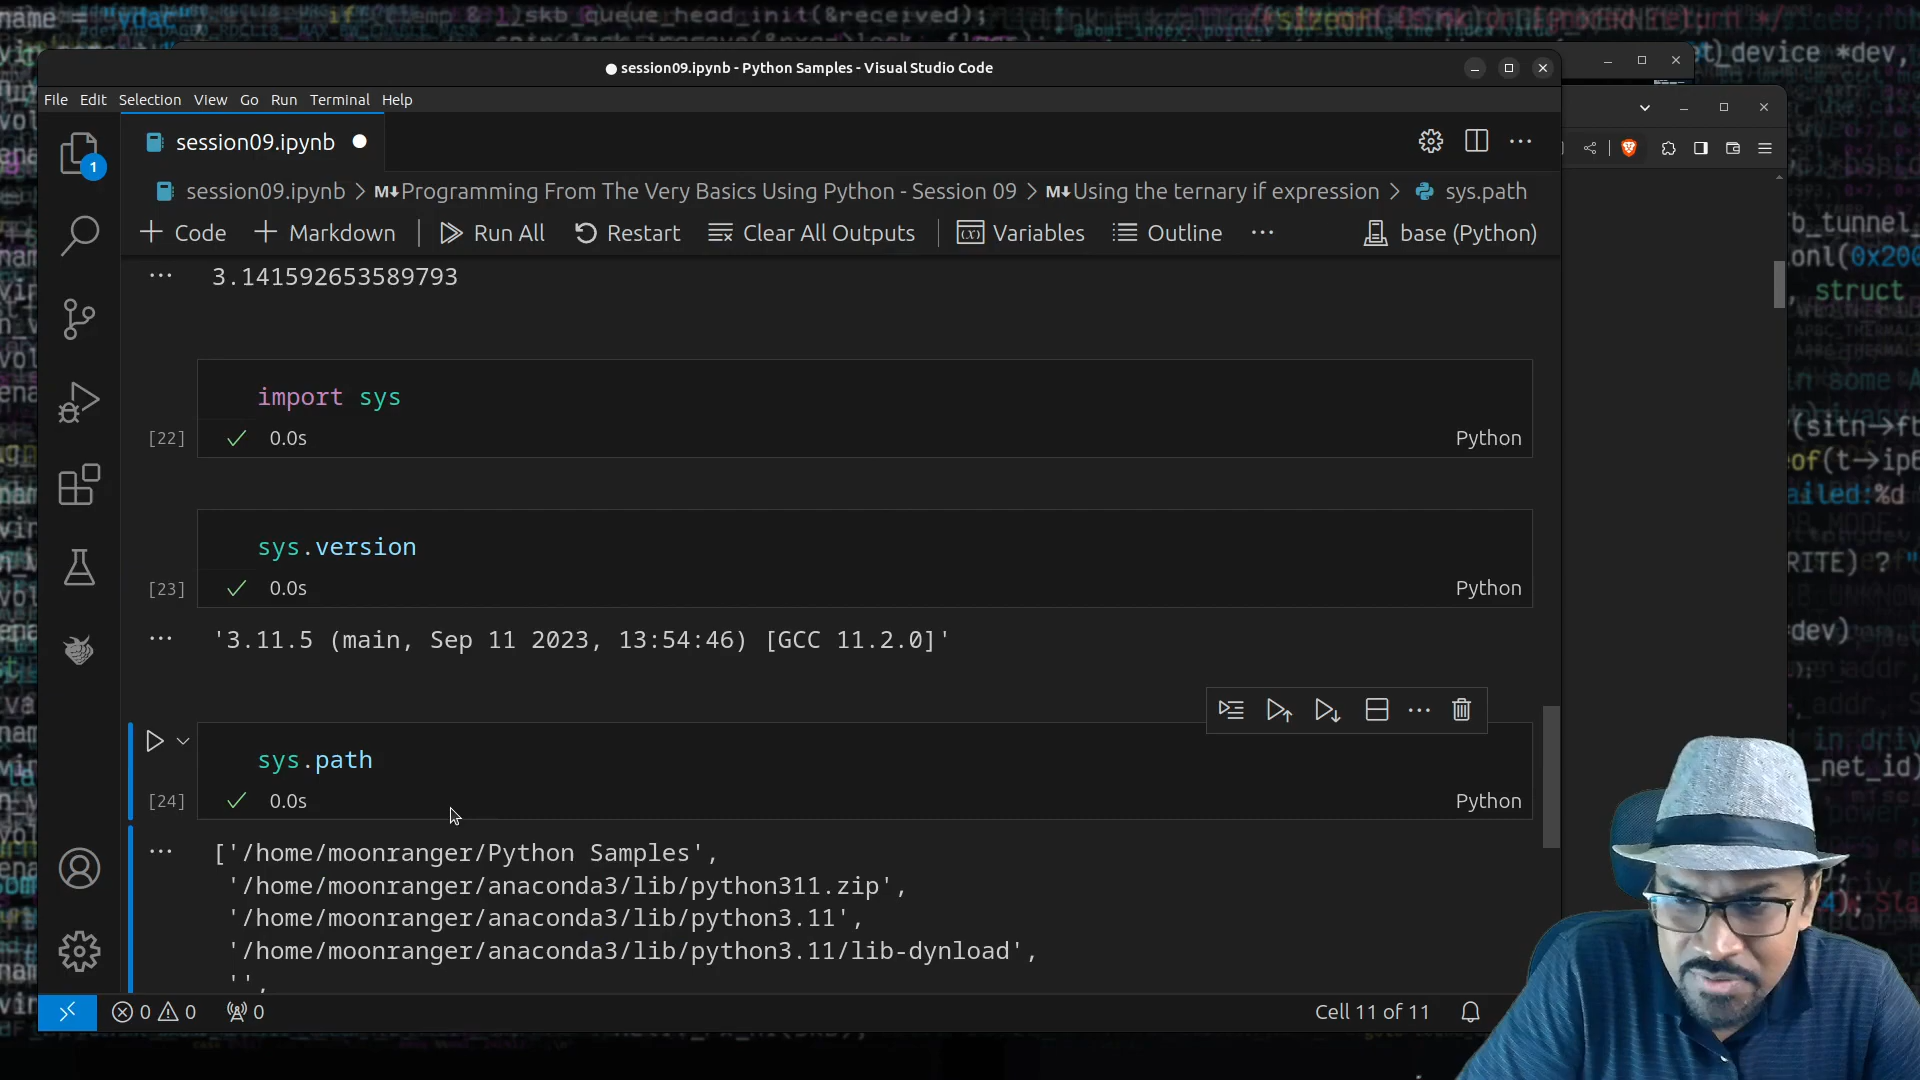 session09.ipynb - Python Samples - Visual Studio Code
File Edit Selection View Go Run Terminal Help
1
session09.ipynb
session09.ipynb > M↓Programming From The Very Basics Using Python - Session 09 > M↓Using the ternary if expression > sys.path
+ Code + Markdown | Run All Restart Clear All Outputs | Variables Outline ··· base (Python)
··· 3.141592653589793
import sys
[22] ✓ 0.0s Python
sys.version
[23] ✓ 0.0s Python
··· '3.11.5 (main, Sep 11 2023, 13:54:46) [GCC 11.2.0]'
sys.path
[24] ✓ 0.0s Python
··· ['/home/moonranger/Python Samples',
'/home/moonranger/anaconda3/lib/python311.zip',
'/home/moonranger/anaconda3/lib/python3.11',
'/home/moonranger/anaconda3/lib/python3.11/lib-dynload',
'',
0 0 0 Cell 11 of 11
device *dev,
struct